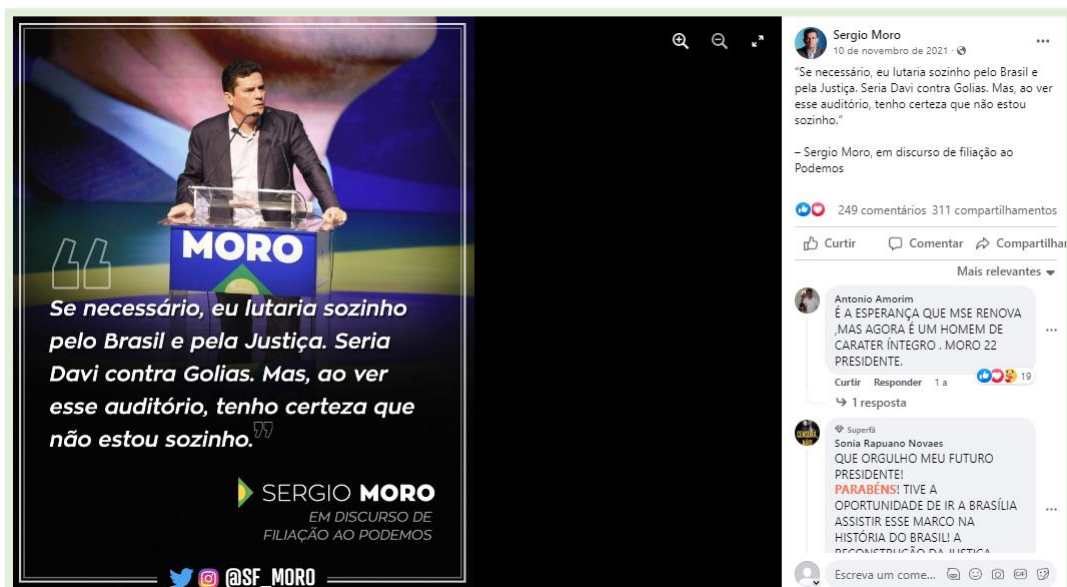 MORO
Se necessário, eu lutaria sozinho
pelo Brasil e pela Justiça. Seria
Davi contra Golias. Mas, ao ver
esse auditório, tenho certeza que
não estou sozinho.”
SERGIO MORO
EM DISCURSO DE
FILIAÇÃO AO PODEMOS
@SF_MORO
Sergio Moro
10 de novembro de 2021 ·
“Se necessário, eu lutaria sozinho pelo Brasil e
pela Justiça. Seria Davi contra Golias. Mas, ao ver
esse auditório, tenho certeza que não estou
sozinho.”
– Sergio Moro, em discurso de filiação ao
Podemos
249 comentários 311 compartilhamentos
Curtir Comentar Compartilhar
Mais relevantes
Antonio Amorim
É A ESPERANÇA QUE MSE RENOVA
,MAS AGORA É UM HOMEM DE
CARATER ÍNTEGRO . MORO 22
PRESIDENTE.
Curtir Responder 1 a 19
1 resposta
Superfã
Sonia Rapuano Novaes
QUE ORGULHO MEU FUTURO
PRESIDENTE!
PARABÉNS! TIVE A
OPORTUNIDADE DE IR A BRASÍLIA
ASSISTIR ESSE MARCO NA
HISTÓRIA DO BRASIL! A
RECONSTRUÇÃO DA JUSTIÇA
Escreva um come... GIF